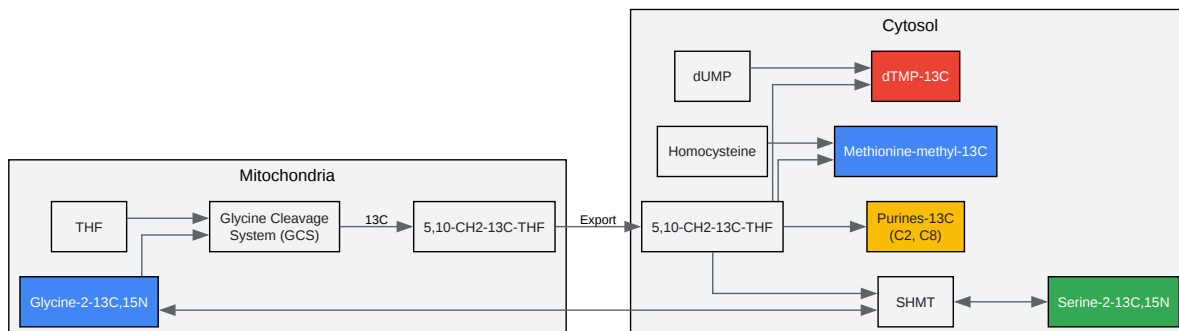 Cytosol
dUMP
dTMP-13C
Homocysteine
Methionine-methyl-13C
Mitochondria
THF
Glycine Cleavage
System (GCS)
13C
5,10-CH2-13C-THF
Export
5,10-CH2-13C-THF
Purines-13C
(C2, C8)
Glycine-2-13C,15N
SHMT
Serine-2-13C,15N